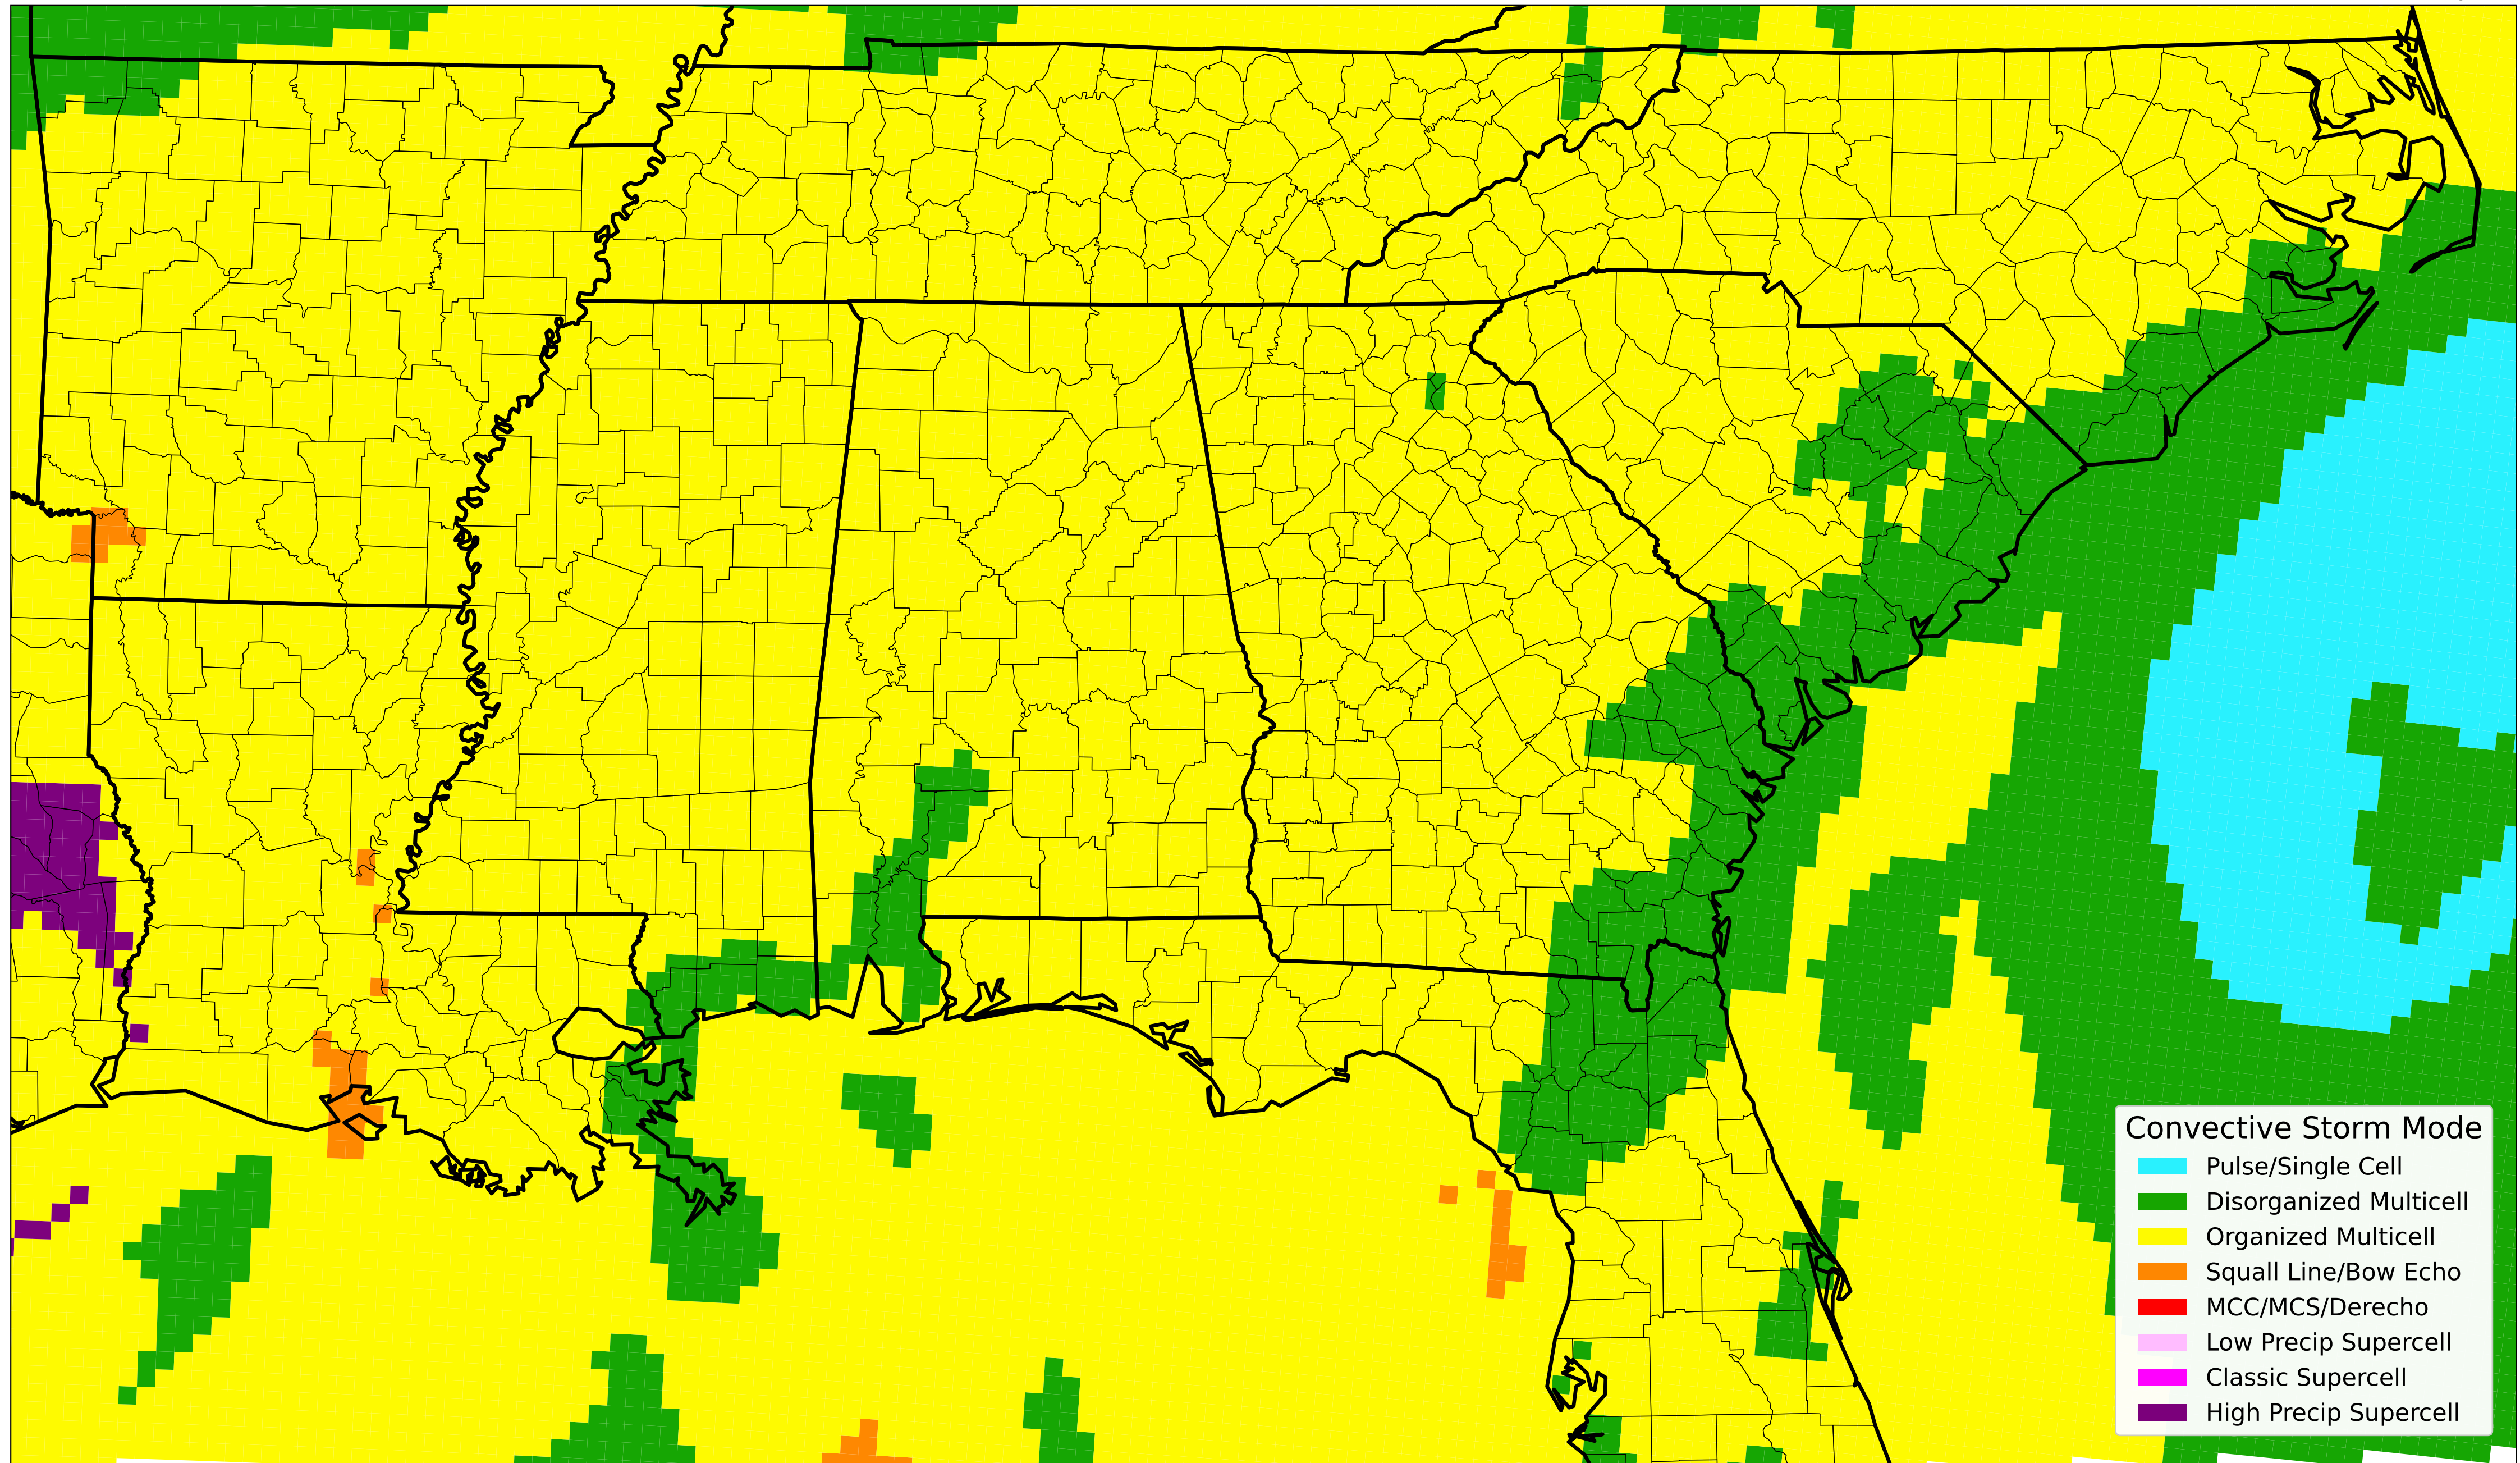 Convective Storm Mode
Pulse/Single Cell
Disorganized Multicell
Organized Multicell
Squall Line/Bow Echo
MCC/MCS/Derecho
Low Precip Supercell
Classic Supercell
High Precip Supercell